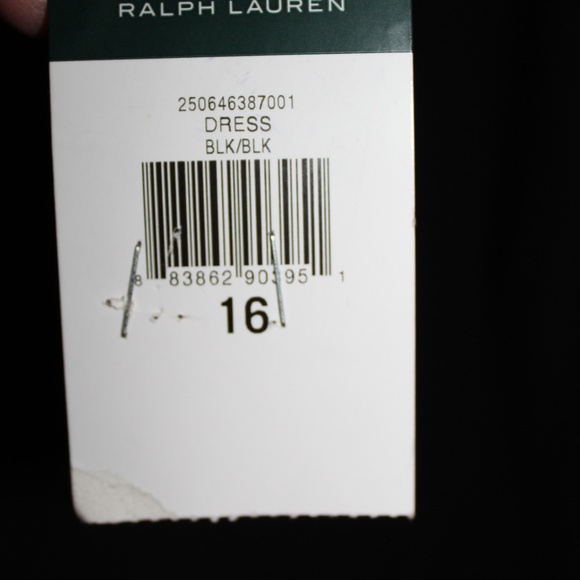 RALPH LAUREN
250646387001
DRESS
BLK/BLK
8 83862 90395 1
16